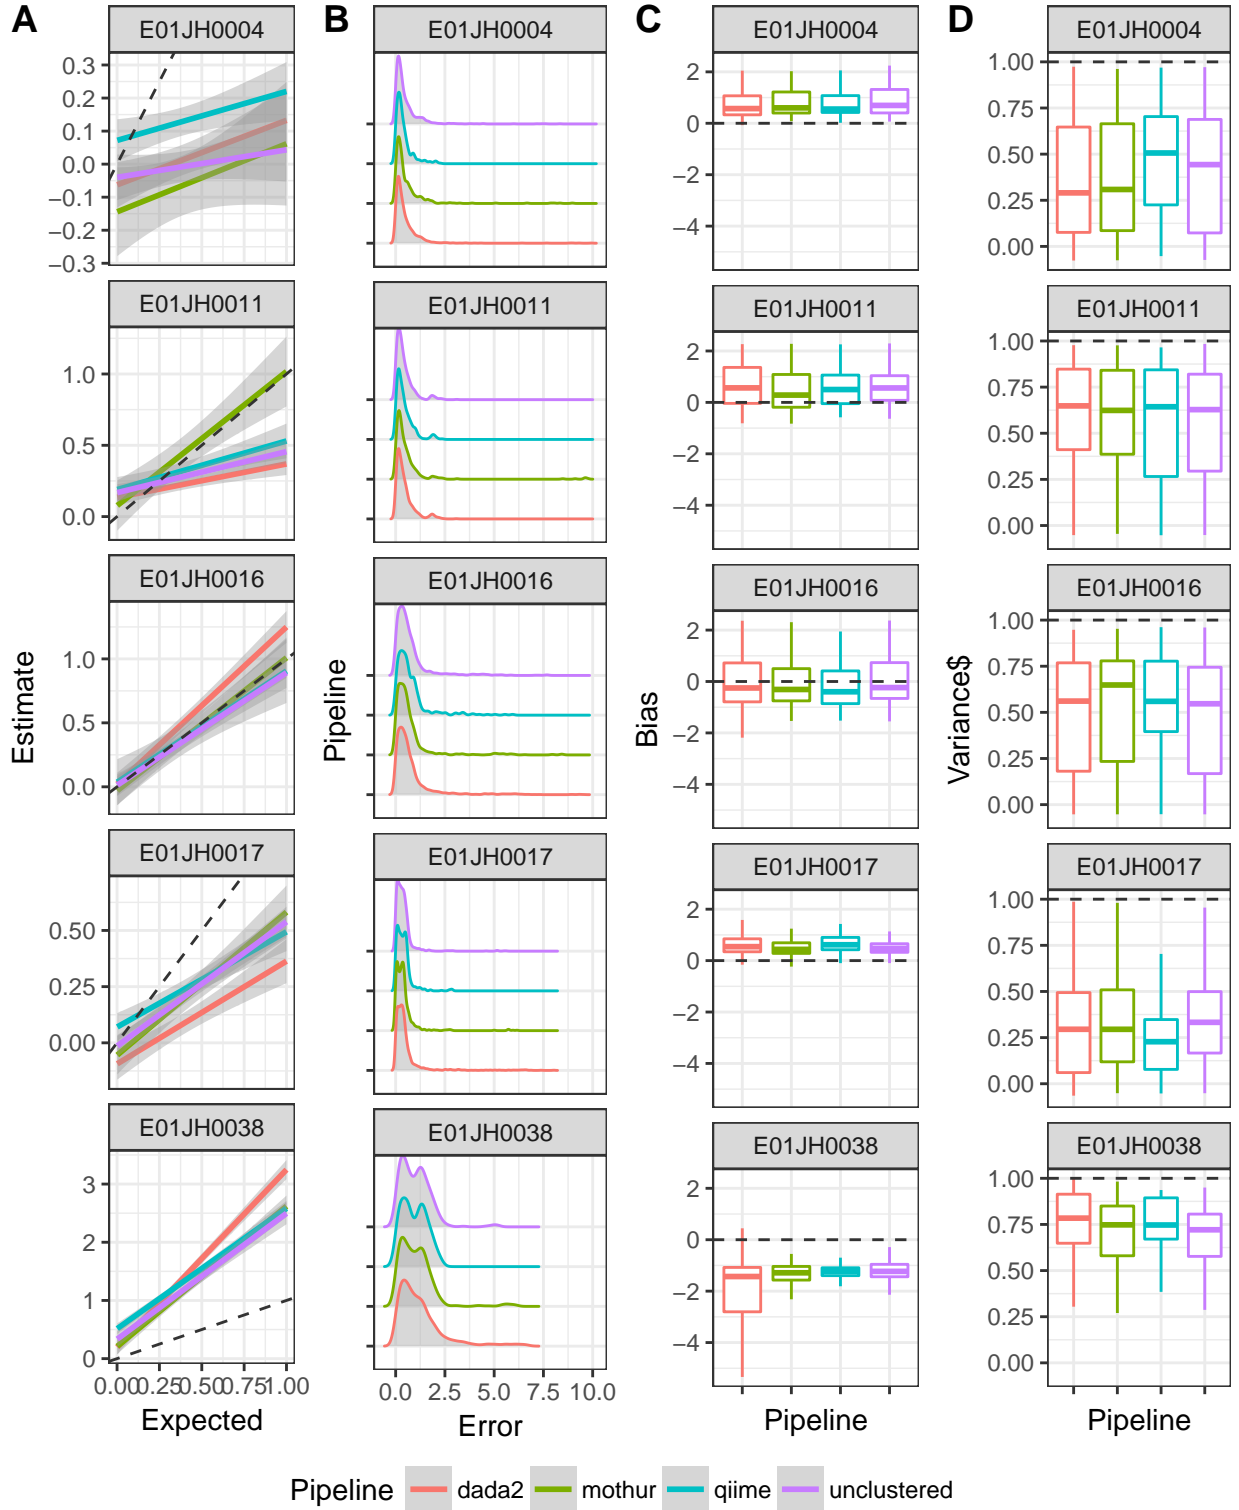 A
B
C
D
E01JH0004
E01JH0004
E01JH0004
E01JH0004
0.3
0.2
0.1
0.0
−0.1
−0.2
−0.3
2
0
−2
−4
1.00
0.75
0.50
0.25
0.00
E01JH0011
E01JH0011
E01JH0011
E01JH0011
1.0
0.5
0.0
2
0
−2
−4
1.00
0.75
0.50
0.25
0.00
E01JH0016
E01JH0016
E01JH0016
E01JH0016
1.0
0.5
0.0
2
0
−2
−4
1.00
0.75
0.50
0.25
0.00
Estimate
Pipeline
Bias
Variance$
E01JH0017
E01JH0017
E01JH0017
E01JH0017
0.50
0.25
0.00
2
0
−2
−4
1.00
0.75
0.50
0.25
0.00
E01JH0038
E01JH0038
E01JH0038
E01JH0038
3
2
1
0
2
0
−2
−4
1.00
0.75
0.50
0.25
0.00
0.00 0.25 0.50 0.75 1.00
0.0 2.5 5.0 7.5 10.0
Expected
Error
Pipeline
Pipeline
Pipeline dada2 mothur qiime unclustered